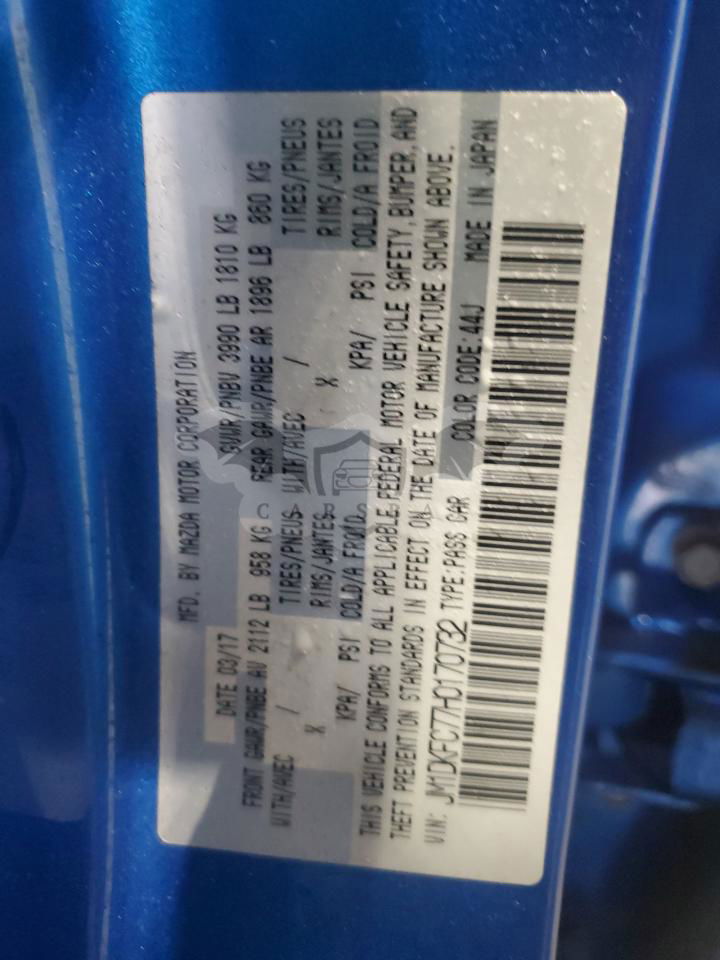 MFD. BY MAZDA MOTOR CORPORATION
DATE 03/17 GVWR/PNBV 3990 LB 1810 KG
FRONT GAWR/PNBE AV 2112 LB 958 KG REAR GAWR/PNBE AR 1896 LB 860 KG
WITH/AVEC / TIRES/PNEUS WITH/AVEC / TIRES/PNEUS
X RIMS/JANTES X RIMS/JANTES
KPA/ PSI COLD/A FROID KPA/ PSI COLD/A FROID
THIS VEHICLE CONFORMS TO ALL APPLICABLE FEDERAL MOTOR VEHICLE SAFETY, BUMPER, AND
THEFT PREVENTION STANDARDS IN EFFECT ON THE DATE OF MANUFACTURE SHOWN ABOVE.
VIN: JM1DKFC77H0170732 TYPE:PASS CAR COLOR CODE:44J MADE IN JAPAN